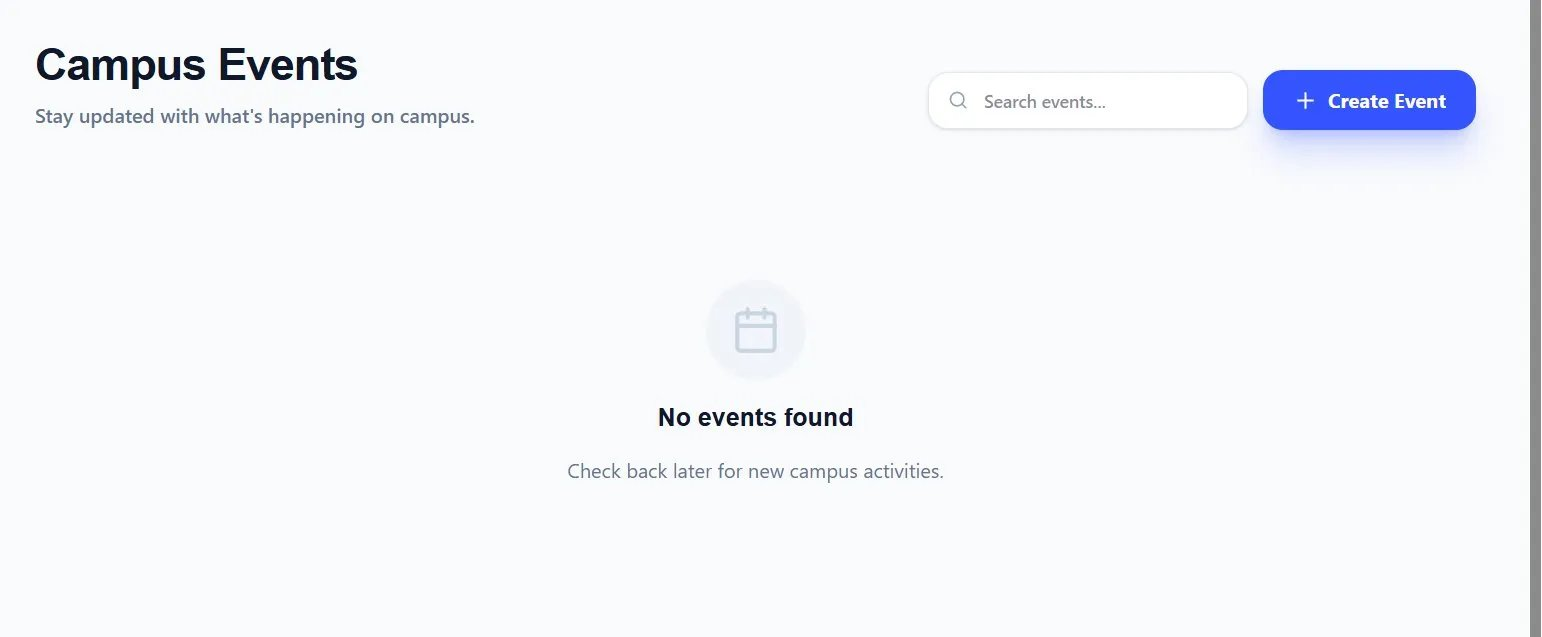 Campus Events
Stay updated with what's happening on campus.
Search events...
Create Event
No events found
Check back later for new campus activities.